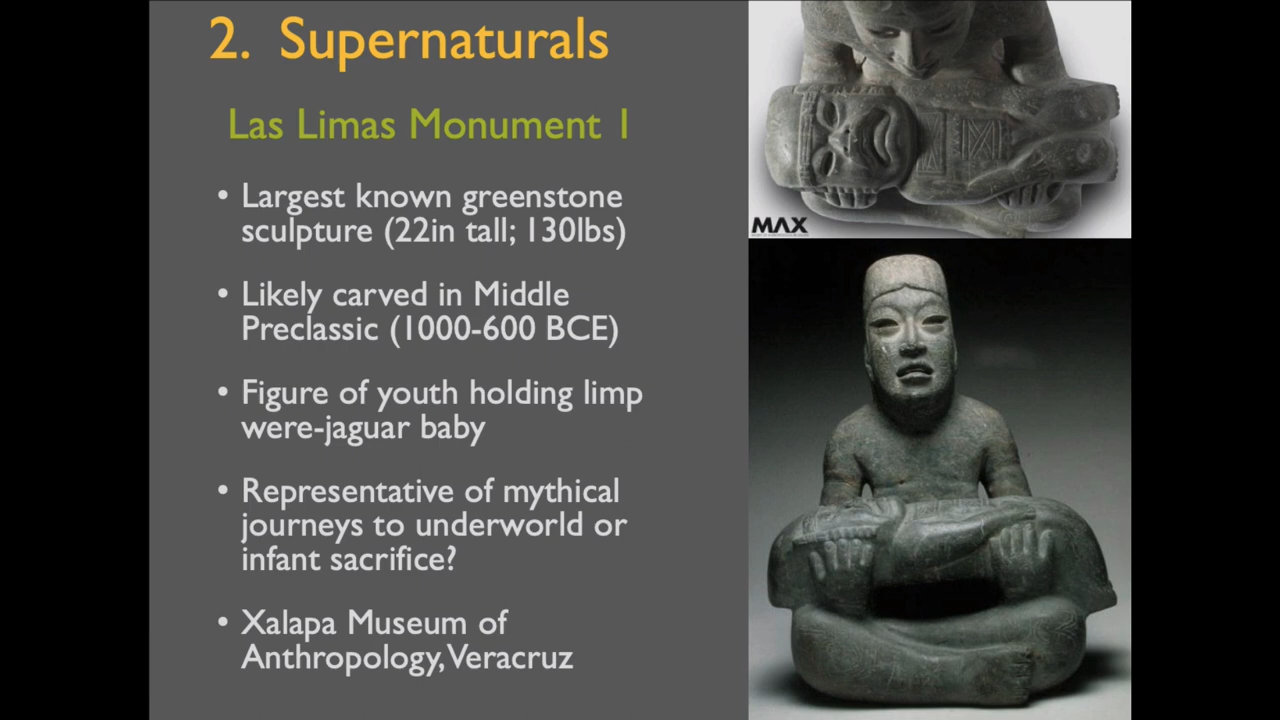 2. Supernaturals
Las Limas Monument 1
• Largest known greenstone
sculpture (22in tall; 130lbs)
• Likely carved in Middle
Preclassic (1000-600 BCE)
• Figure of youth holding limp
were-jaguar baby
• Representative of mythical
journeys to underworld or
infant sacrifice?
• Xalapa Museum of
Anthropology, Veracruz
MAX